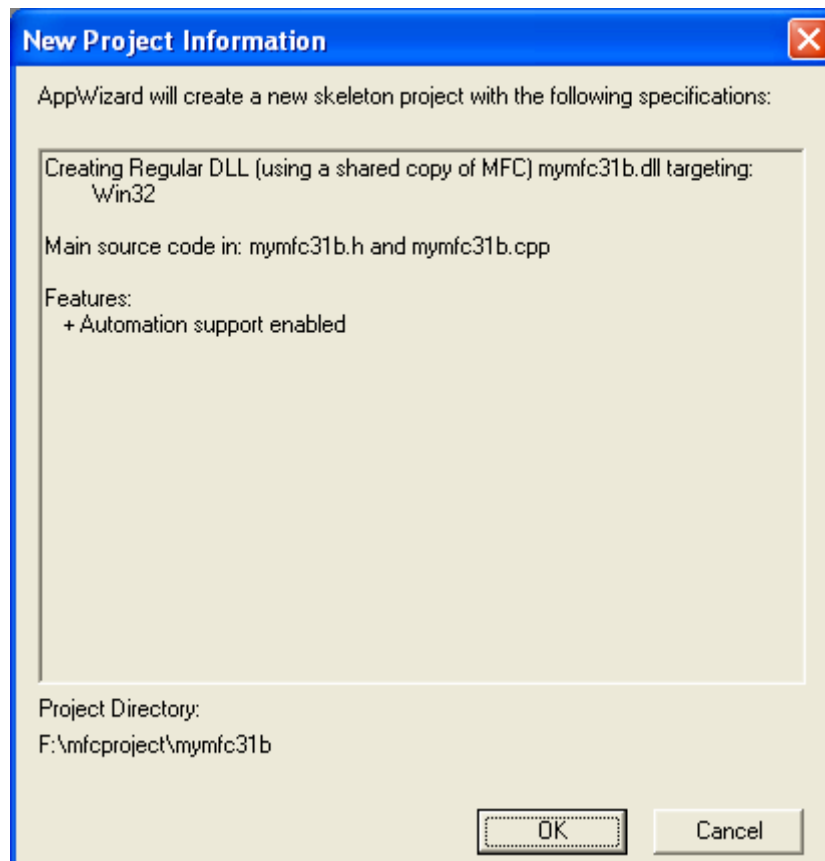 New Project Information
AppWizard will create a new skeleton project with the following specifications:
Creating Regular DLL (using a shared copy of MFC) mymfc31b.dll targeting:
Win32
Main source code in: mymfc31b.h and mymfc31b.cpp
Features:
+ Automation support enabled
Project Directory:
F:\mfcproject\mymfc31b
OK
Cancel